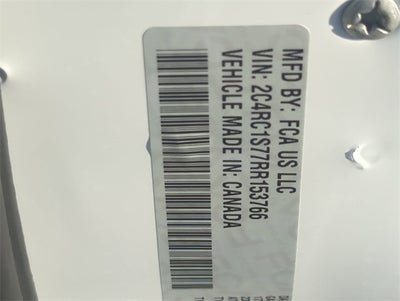 MFD BY: FCA US LLC
VIN: 2C4RC1S77RR153766
VEHICLE MADE IN: CANADA